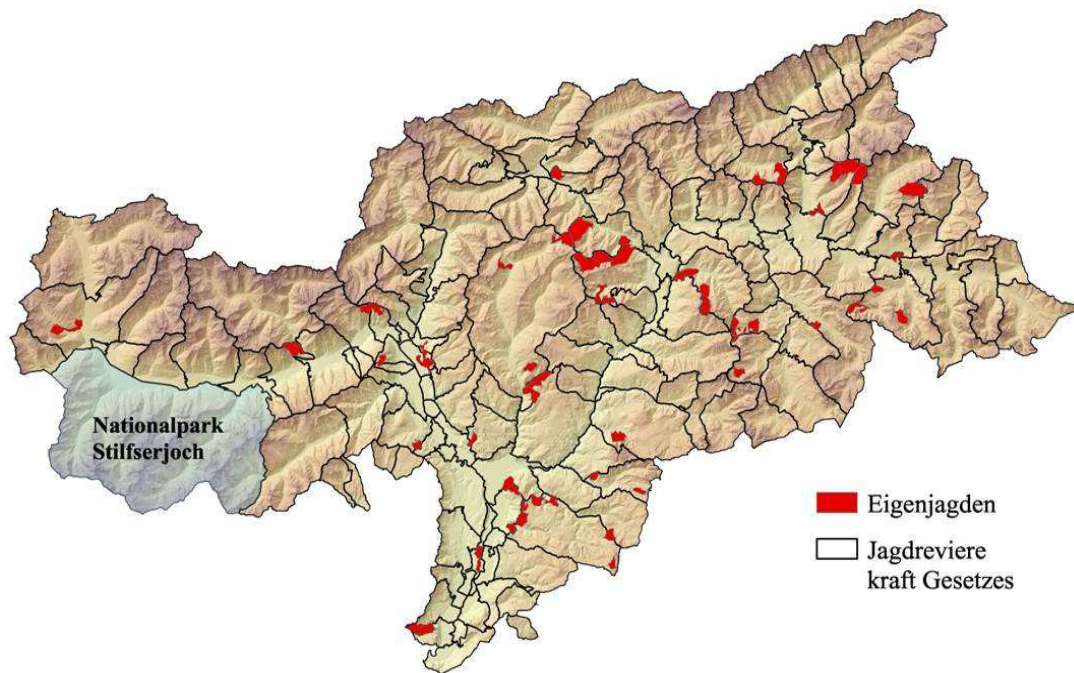 Nationalpark
Stilfserjoch
Eigenjagden
Jagdreviere
kraft Gesetzes